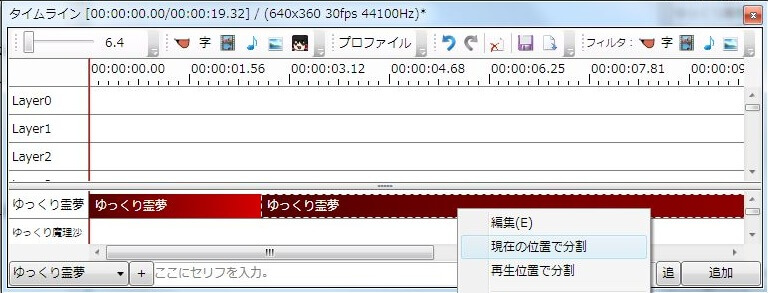 タイムライン [00:00:00.00/00:00:19.32] / (640x360 30fps 44100Hz)*
6.4 字 プロファイル フィルタ: 字
00:00:00.00 00:00:01.56 00:00:03.12 00:00:04.68 00:00:06.25 00:00:07.81 00:00:09
Layer0
Layer1
Layer2
ゆっくり霊夢 ゆっくり霊夢 ゆっくり霊夢
ゆっくり魔理沙
編集(E)
現在の位置で分割
再生位置で分割
ゆっくり霊夢 + ここにセリフを入力。 追 追加